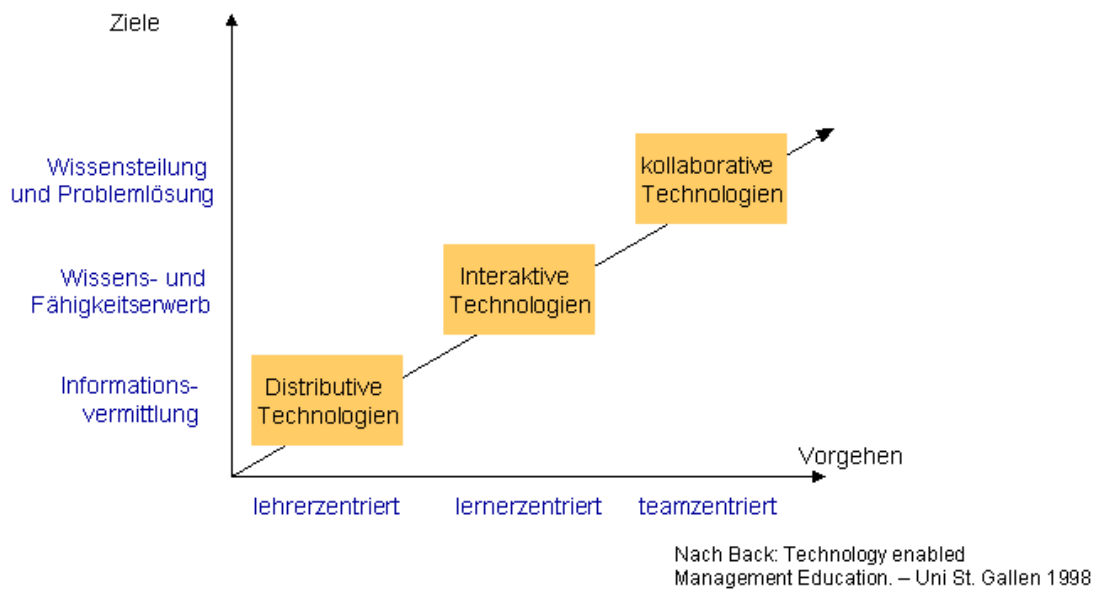 Ziele
Wissensteilung
und Problemlösung
kollaborative
Technologien
Wissens- und
Fähigkeitserwerb
Interaktive
Technologien
Informations-
vermittlung
Distributive
Technologien
Vorgehen
lehrerzentriert
lernerzentriert
teamzentriert
Nach Back: Technology enabled
Management Education. – Uni St. Gallen 1998